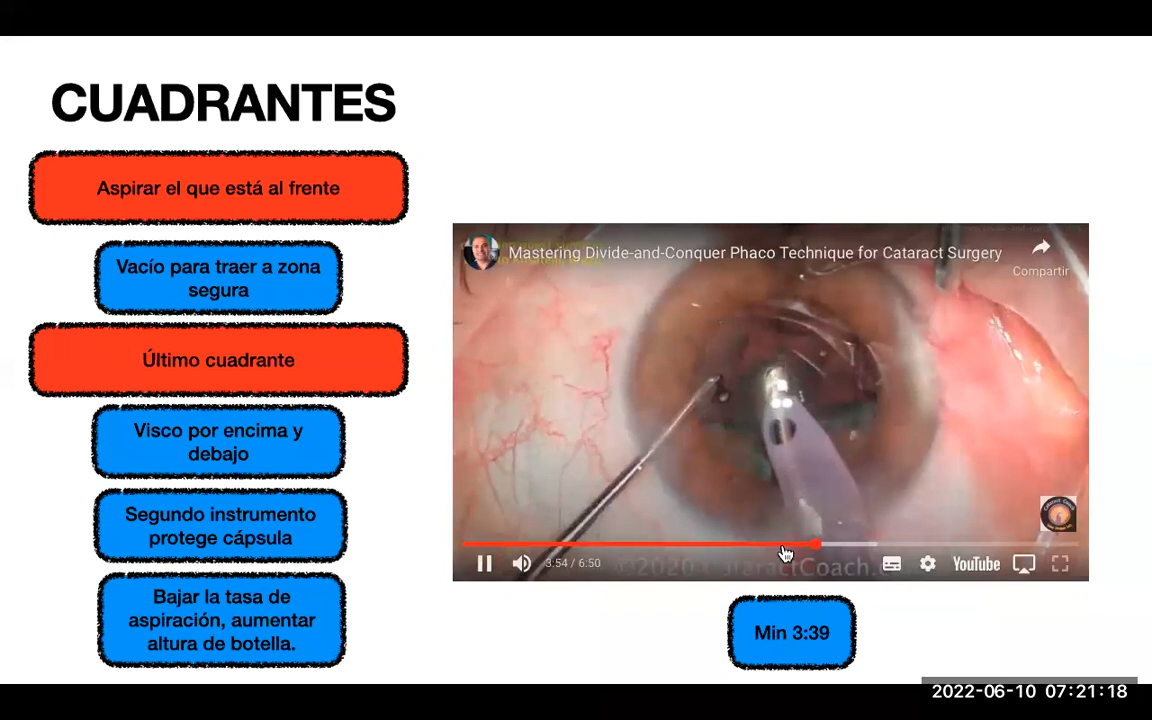 CUADRANTES
Aspirar el que está al frente
Vacío para traer a zona
segura
Último cuadrante
Visco por encima y
debajo
Segundo instrumento
protege cápsula
Bajar la tasa de
aspiración, aumentar
altura de botella.
Mastering Divide-and-Conquer Phaco Technique for Cataract Surgery
Compartir
3:54 / 6:50
©2020 CataractCoach.c
YouTube
Min 3:39
2022-06-10 07:21:18